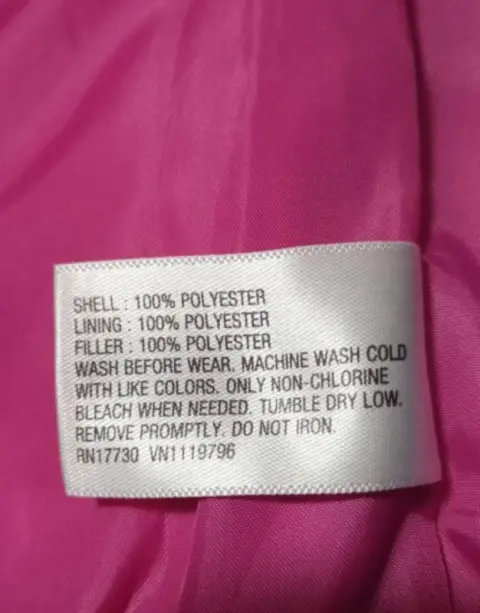 SHELL : 100% POLYESTER
LINING : 100% POLYESTER
FILLER : 100% POLYESTER
WASH BEFORE WEAR. MACHINE WASH COLD
WITH LIKE COLORS. ONLY NON-CHLORINE
BLEACH WHEN NEEDED. TUMBLE DRY LOW.
REMOVE PROMPTLY. DO NOT IRON.
RN17730 VN1119796